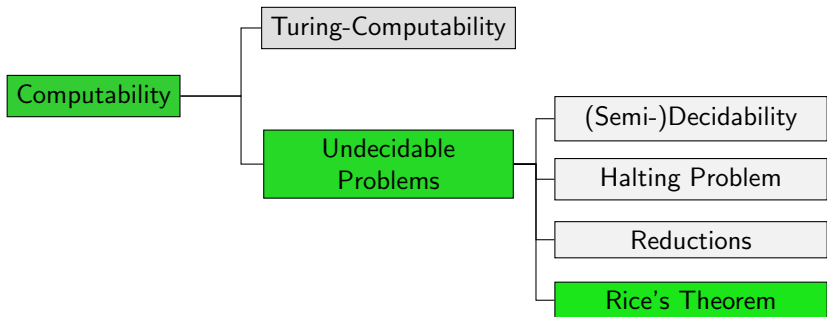 Turing-Computability
Computability
Undecidable
Problems
(Semi-)Decidability
Halting Problem
Reductions
Rice's Theorem